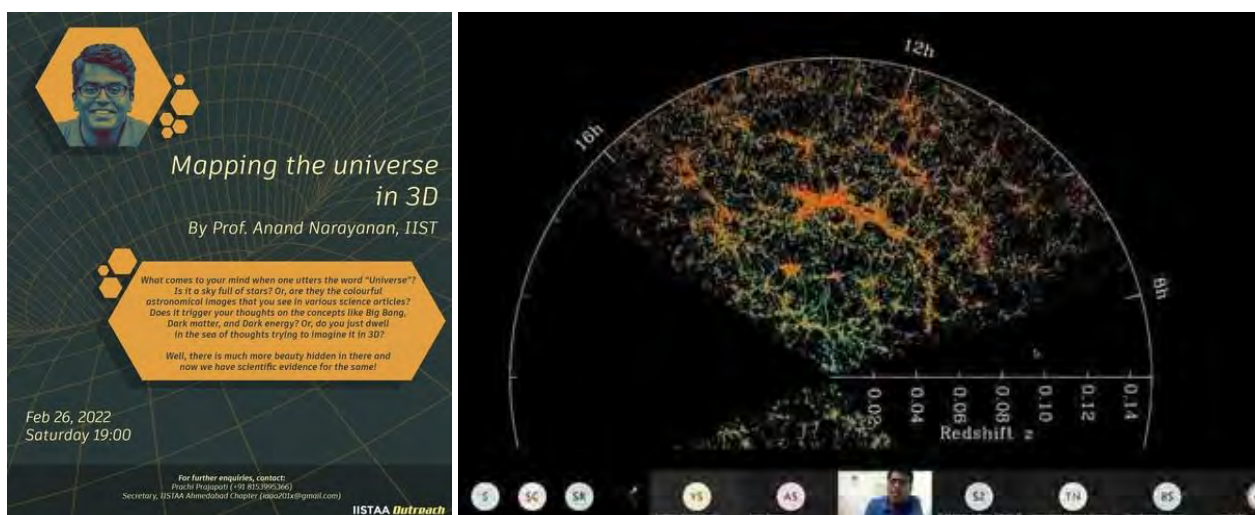 Mapping the universe
in 3D
By Prof. Anand Narayanan, IIST
What comes to your mind when one utters the word "Universe"?
Is it a sky full of stars? Or, are they the colourful
astronomical images that you see in various science articles?
Does it trigger your thoughts on the concepts like Big Bang,
Dark matter, and Dark energy? Or, do you just dwell
in the sea of thoughts trying to imagine it in 3D?
Well, there is much more beauty hidden in there and
now we have scientific evidence for the same!
Feb 26, 2022
Saturday 19:00
For further enquiries, contact:
Prachi Prajapati (+91 8153995366)
Secretary, IISTAA Ahmedabad Chapter (iaaa201x@gmail.com)
IISTAA Outreach
12h
16h
8h
0.02
0.04
0.06
0.08
0.10
0.12
0.14
Redshift z
S
SG
SR
YS
AS
TN